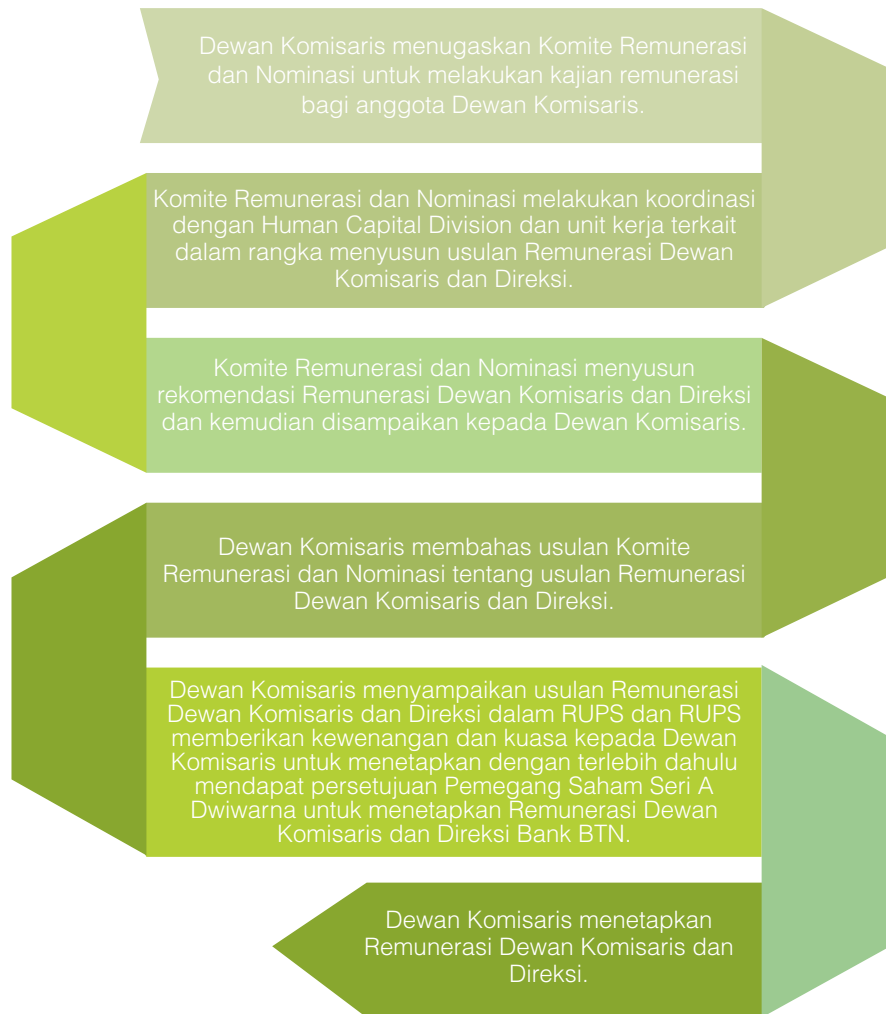 Dewan Komisaris menugaskan Komite Remunerasi
dan Nominasi untuk melakukan kajian remunerasi
bagi anggota Dewan Komisaris.
Komite Remunerasi dan Nominasi melakukan koordinasi
dengan Human Capital Division dan unit kerja terkait
dalam rangka menyusun usulan Remunerasi Dewan
Komisaris dan Direksi.
Komite Remunerasi dan Nominasi menyusun
rekomendasi Remunerasi Dewan Komisaris dan Direksi
dan kemudian disampaikan kepada Dewan Komisaris.
Dewan Komisaris membahas usulan Komite
Remunerasi dan Nominasi tentang usulan Remunerasi
Dewan Komisaris dan Direksi.
Dewan Komisaris menyampaikan usulan Remunerasi
Dewan Komisaris dan Direksi dalam RUPS dan RUPS
memberikan kewenangan dan kuasa kepada Dewan
Komisaris untuk menetapkan dengan terlebih dahulu
mendapat persetujuan Pemegang Saham Seri A
Dwiwarna untuk menetapkan Remunerasi Dewan
Komisaris dan Direksi Bank BTN.
Dewan Komisaris menetapkan
Remunerasi Dewan Komisaris dan
Direksi.